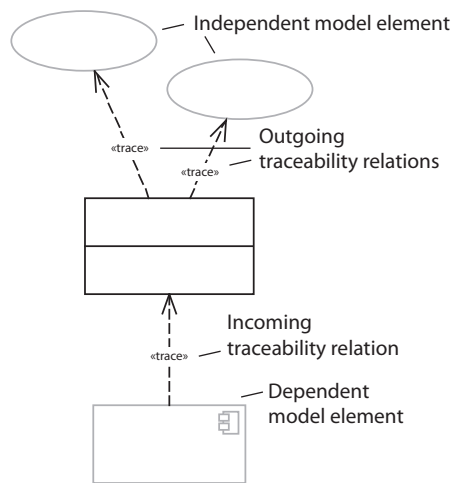 Independent model element
Outgoing
«trace»
traceability relations
«trace»
Incoming
«trace»
traceability relation
Dependent
model element